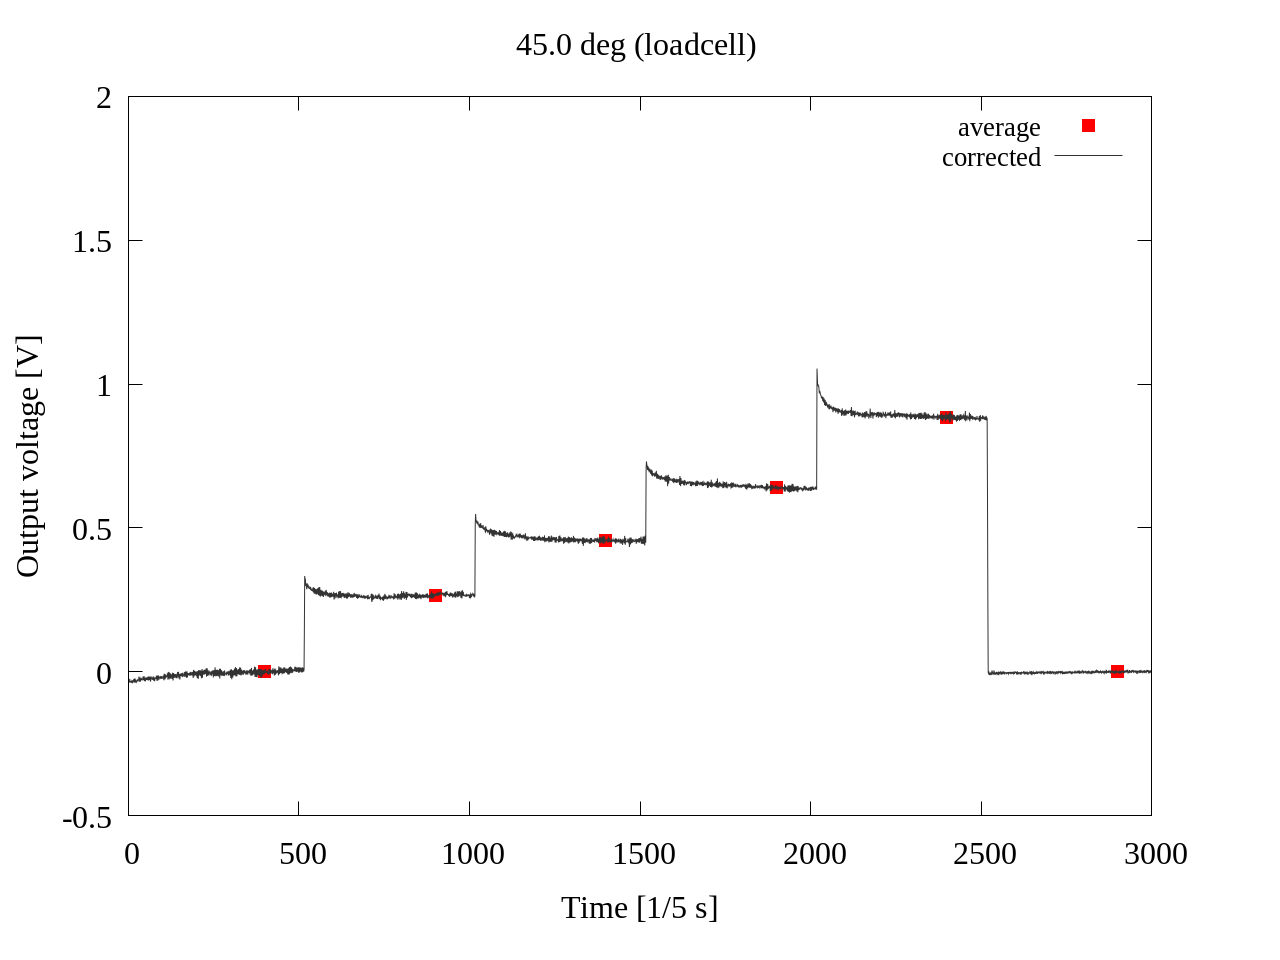 45.0 deg (loadcell)
average
corrected
2
1.5
1
0.5
0
-0.5
Output voltage [V]
0 500 1000 1500 2000 2500 3000
Time [1/5 s]